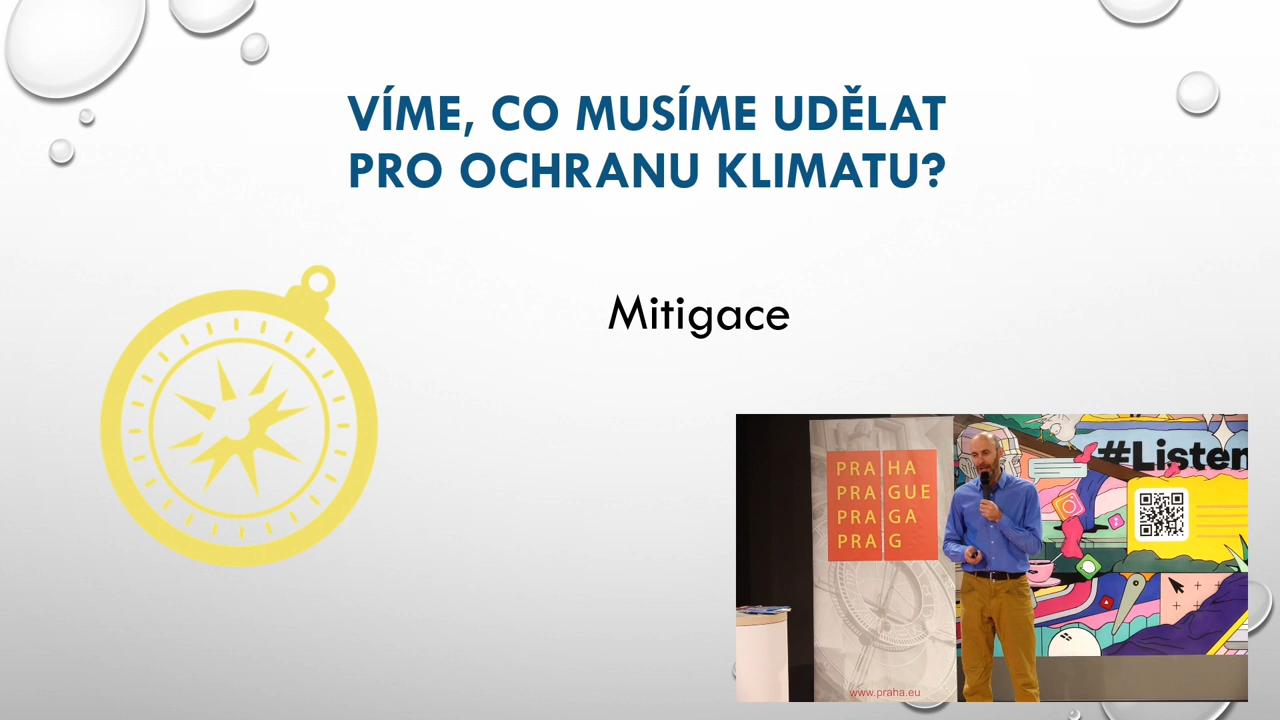 VÍME, CO MUSÍME UDĚLAT
PRO OCHRANU KLIMATU?
Mitigace
PRA HA
PRA GUE
PRA GA
PRA G
www.praha.eu
#Listen